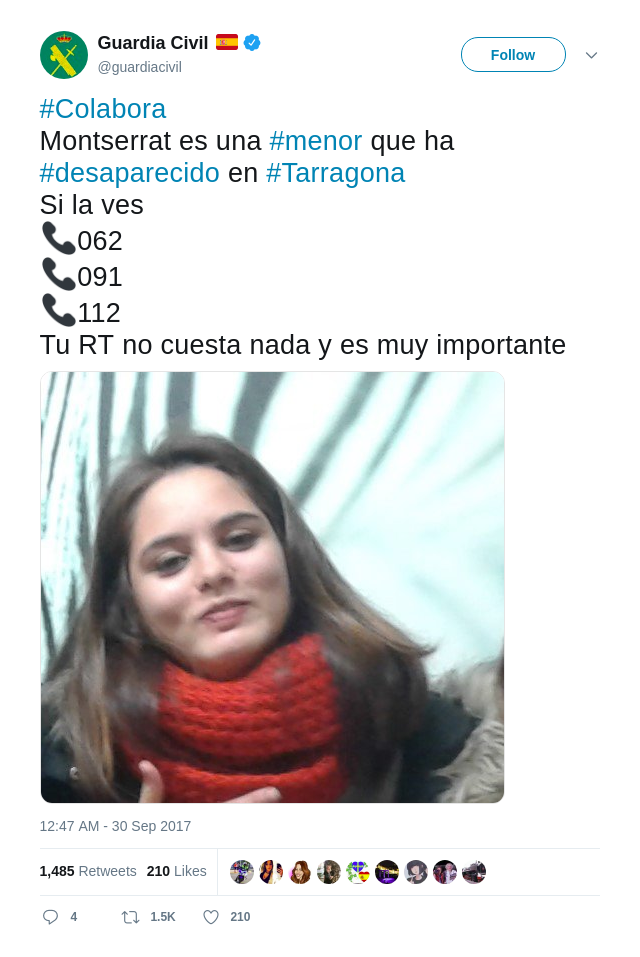 Guardia Civil
@guardiacivil
Follow
#Colabora
Montserrat es una #menor que ha
#desaparecido en #Tarragona
Si la ves
📞062
📞091
📞112
Tu RT no cuesta nada y es muy importante
12:47 AM - 30 Sep 2017
1,485 Retweets 210 Likes
4 1.5K 210